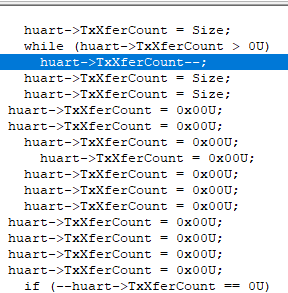 huart->TxXferCount = Size;
while (huart->TxXferCount > 0U)
huart->TxXferCount--;
huart->TxXferCount = Size;
huart->TxXferCount = Size;
huart->TxXferCount = 0x00U;
huart->TxXferCount = 0x00U;
huart->TxXferCount = 0x00U;
huart->TxXferCount = 0x00U;
huart->TxXferCount = 0x00U;
huart->TxXferCount = 0x00U;
huart->TxXferCount = 0x00U;
huart->TxXferCount = 0x00U;
huart->TxXferCount = 0x00U;
huart->TxXferCount = 0x00U;
huart->TxXferCount = 0x00U;
if (--huart->TxXferCount == 0U)